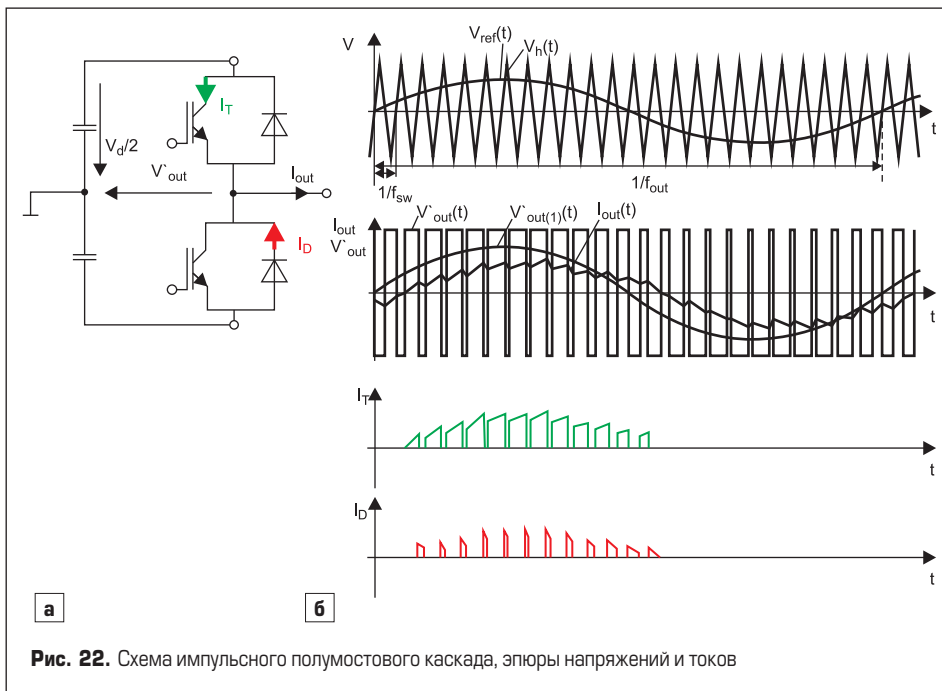 I_T
V_d/2
V`_out
I_out
I_D
а
V
V_ref(t)
V_h(t)
t
1/f_sw
1/f_out
I_out
V`_out
V`_out(t)
V`_out(1)(t)
I_out(t)
t
I_T
t
I_D
t
б
Рис. 22. Схема импульсного полумостового каскада, эпюры напряжений и токов